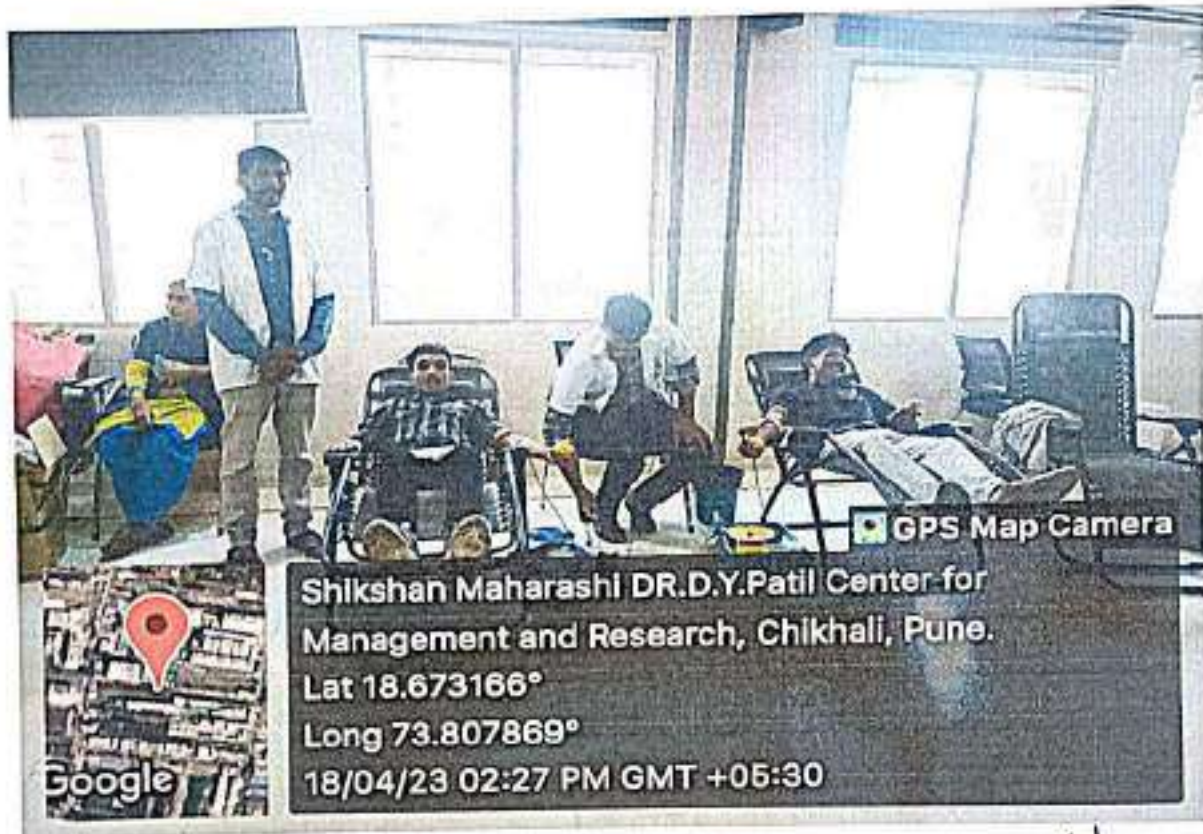 GPS Map Camera
Shikshan Maharashi DR.D.Y.Patil Center for
Management and Research, Chikhali, Pune.
Lat 18.673166°
Long 73.807869°
18/04/23 02:27 PM GMT +05:30
Google